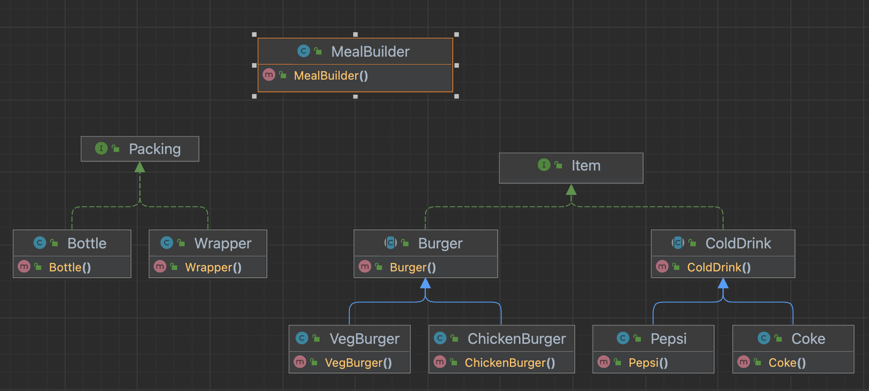 MealBuilder
MealBuilder()
Packing
Item
Bottle
Bottle()
Wrapper
Wrapper()
Burger
Burger()
ColdDrink
ColdDrink()
VegBurger
VegBurger()
ChickenBurger
ChickenBurger()
Pepsi
Pepsi()
Coke
Coke()